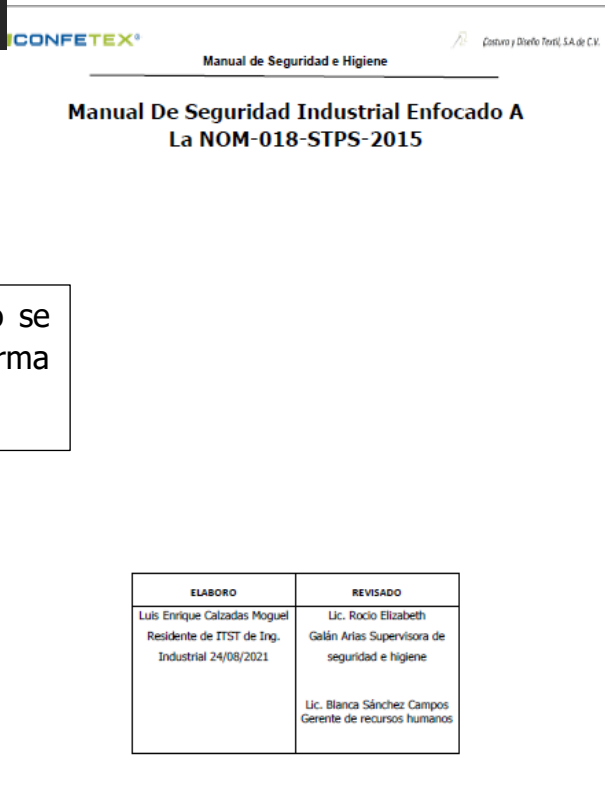 CONFETEX®
Costura y Diseño Textil, S.A. de C.V.
Manual de Seguridad e Higiene
Manual De Seguridad Industrial Enfocado A
La NOM-018-STPS-2015
se
rma
ELABORO
Luis Enrique Calzadas Moguel
Residente de ITST de Ing.
Industrial 24/08/2021
REVISADO
Lic. Rocio Elizabeth
Galán Arias Supervisora de
seguridad e higiene
Lic. Blanca Sánchez Campos
Gerente de recursos humanos